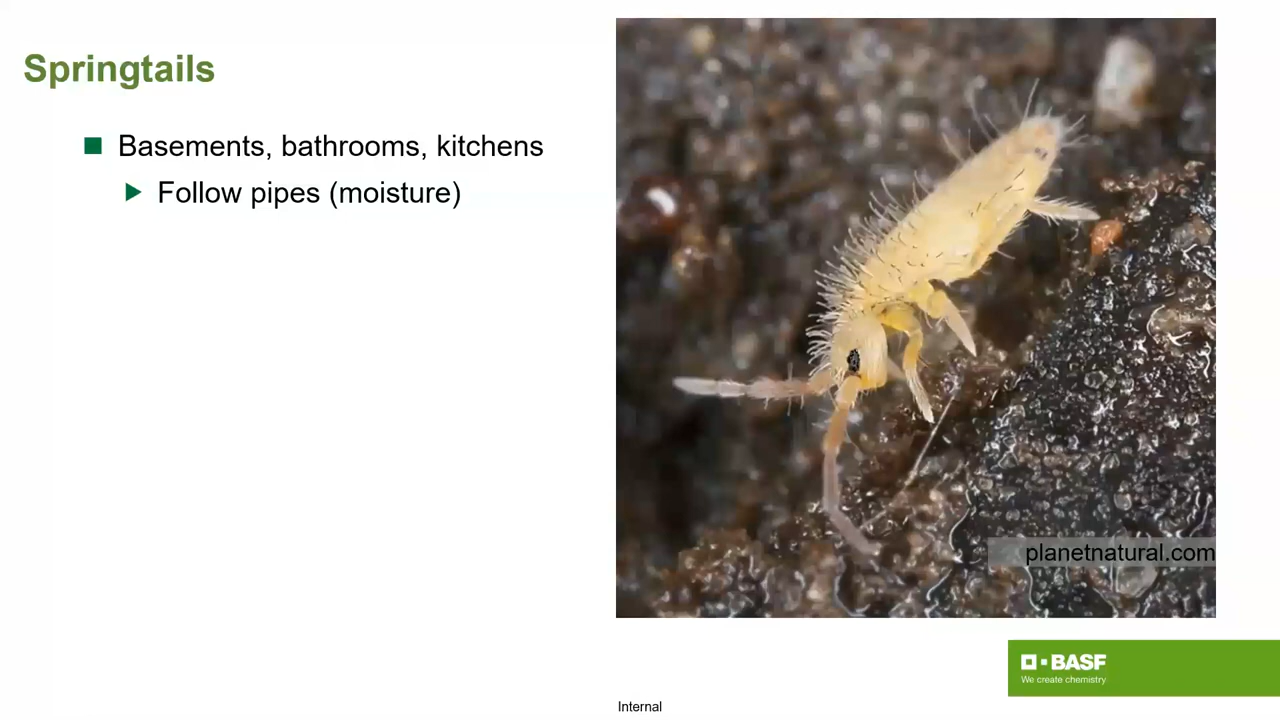 Springtails
Basements, bathrooms, kitchens
Follow pipes (moisture)
planetnatural.com
BASF
We create chemistry
Internal